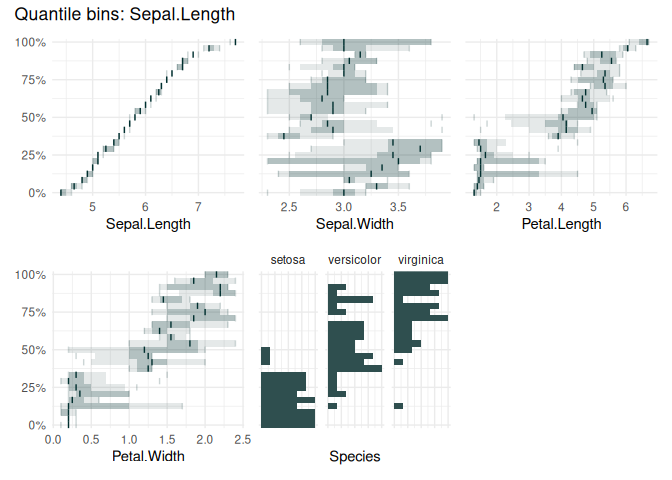 Quantile bins: Sepal.Length
100%
75%
50%
25%
0%
5 6 7
Sepal.Length
2.5 3.0 3.5
Sepal.Width
2 3 4 5 6
Petal.Length
setosa versicolor virginica
100%
75%
50%
25%
0%
0.0 0.5 1.0 1.5 2.0 2.5
Petal.Width
Species